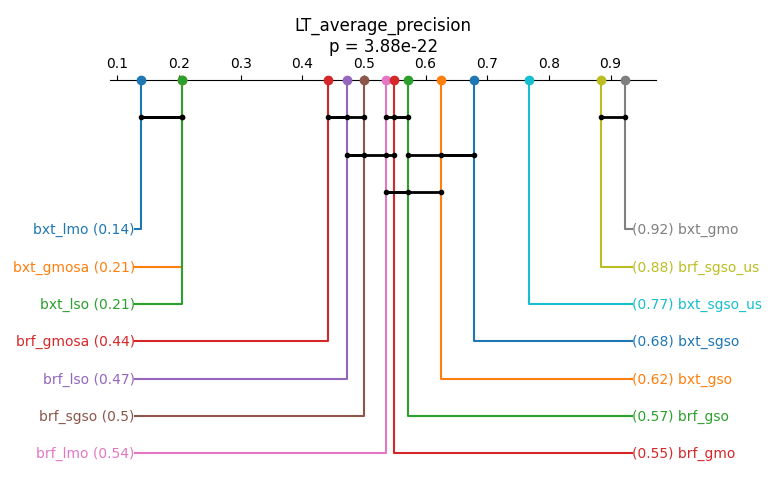 LT_average_precision
p = 3.88e-22
0.1 0.2 0.3 0.4 0.5 0.6 0.7 0.8 0.9
bxt_lmo (0.14) (0.92) bxt_gmo
bxt_gmosa (0.21) (0.88) brf_sgso_us
bxt_lso (0.21) (0.77) bxt_sgso_us
brf_gmosa (0.44) (0.68) bxt_sgso
brf_lso (0.47) (0.62) bxt_gso
brf_sgso (0.5) (0.57) brf_gso
brf_lmo (0.54) (0.55) brf_gmo